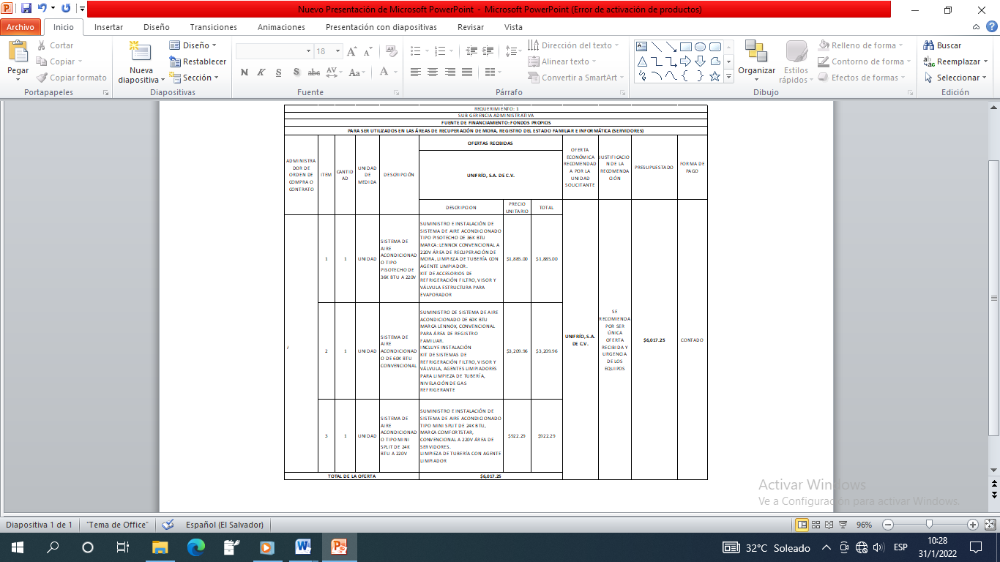 Nuevo Presentación de Microsoft PowerPoint - Microsoft PowerPoint (Error de activación de productos)
Archivo Inicio Insertar Diseño Transiciones Animaciones Presentación con diapositivas Revisar Vista
Pegar
Cortar
Copiar
Copiar formato
Portapapeles
Nueva
diapositiva
Diseño
Restablecer
Sección
Diapositivas
18
N K S S abc AV Aa A
Fuente
Dirección del texto
Alinear texto
Convertir a SmartArt
Párrafo
Organizar
Estilos
rápidos
Relleno de forma
Contorno de forma
Efectos de formas
Dibujo
Buscar
Reemplazar
Seleccionar
Edición
REQUERIMIENTO: 1
SUB GERENCIA ADMINISTRATIVA
FUENTE DE FINANCIAMIENTO: FONDOS PROPIOS
PARA SER UTILIZADOS EN LAS ÁREAS DE RECUPERACIÓN DE MORA, REGISTRO DEL ESTADO FAMILIAR E INFORMÁTICA (SERVIDORES)
ADMINISTRA
DOR DE
ORDEN DE
COMPRA O
CONTRATO
ITEM
CANTID
AD
UNIDAD
DE
MEDIDA
DESCRIPCIÓN
OFERTAS RECIBIDAS
UNIFRÍO, S.A. DE C.V.
DESCRIPCION
PRECIO
UNITARIO
TOTAL
OFERTA
ECONÓMICA
RECOMENDAD
A POR LA
UNIDAD
SOLICITANTE
JUSTIFICACIO
N DE LA
RECOMENDA
CIÓN
PRESUPUESTADO
FORMA DE
PAGO
1
1
UNIDAD
SISTEMA DE
AIRE
ACONDICIONAD
O TIPO
PISOTECHO DE
36K BTU A 220V
SUMINISTRO E INSTALACIÓN DE
SISTEMA DE AIRE ACONDICIONADO
TIPO PISOTECHO DE 36K BTU
MARCA: LENNOX CONVENCIONAL A
220V ÁREA DE RECUPERACIÓN DE
MORA, LIMPIEZA DE TUBERÍA CON
AGENTE LIMPIADOR.
KIT DE ACCESORIOS DE
REFRIGERACIÓN FILTRO, VISOR Y
VÁLVULA ESTRUCTURA PARA
EVAPORADOR
$1,885.00
$1,885.00
2
1
UNIDAD
SISTEMA DE
AIRE
ACONDICIONAD
O DE 60K BTU
CONVENCIONAL
SUMINISTRO DE SISTEMA DE AIRE
ACONDICIONADO DE 60K BTU
MARCA LENNOX, CONVENCIONAL
PARA ÁREA DE REGISTRO
FAMILIAR.
INCLUYE INSTALACIÓN
KIT DE SISTEMAS DE
REFRIGERACIÓN FILTRO, VISOR Y
VÁLVULA, AGENTES LIMPIADORES
PARA LIMPIEZA DE TUBERÍA,
NIVELACIÓN DE GAS
REFRIGERANTE
$3,209.96
$3,209.96
3
1
UNIDAD
SISTEMA DE
AIRE
ACONDICIONAD
O TIPO MINI
SPLIT DE 24K
BTU A 220V
SUMINISTRO E INSTALACIÓN DE
SISTEMA DE AIRE ACONDICIONADO
TIPO MINI SPLIT DE 24K BTU,
MARCA COMFORTSTAR,
CONVENCIONAL A 220V ÁREA DE
SERVIDORES.
LIMPIEZA DE TUBERÍA CON AGENTE
LIMPIADOR
$922.29
$922.29
UNIFRÍO, S.A.
DE C.V.
SE
RECOMIENDA
POR SER
ÚNICA
OFERTA
RECIBIDA Y
URGENCIA
DE LOS
EQUIPOS
$6,017.25
CONTADO
TOTAL DE LA OFERTA
$6,017.25
Activar Windows
Ve a Configuración para activar Windows.
Diapositiva 1 de 1 "Tema de Office" Español (El Salvador) 96%
32°C Soleado ESP
10:28
31/1/2022